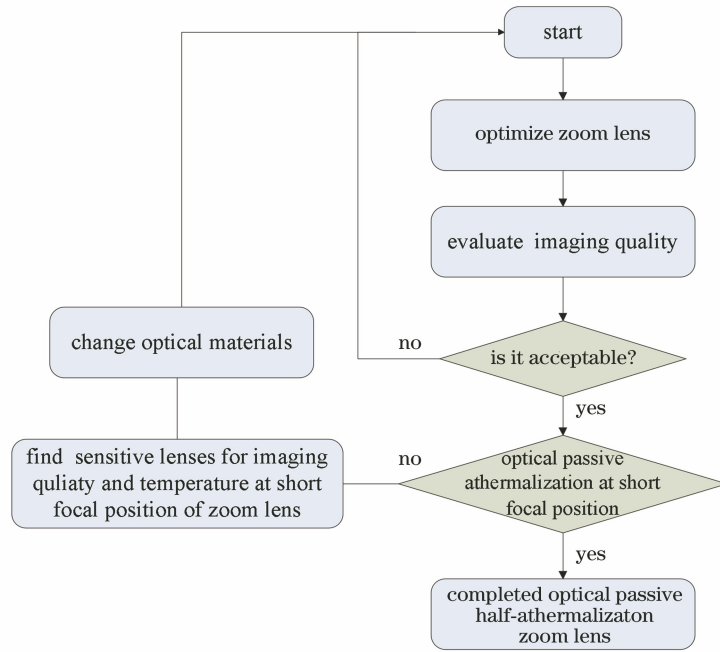 start
optimize zoom lens
evaluate imaging quality
change optical materials
no
is it acceptable?
yes
find sensitive lenses for imaging
quliaty and temperature at short
focal position of zoom lens
no
optical passive
athermalization at short
focal position
yes
completed optical passive
half-athermalizaton
zoom lens